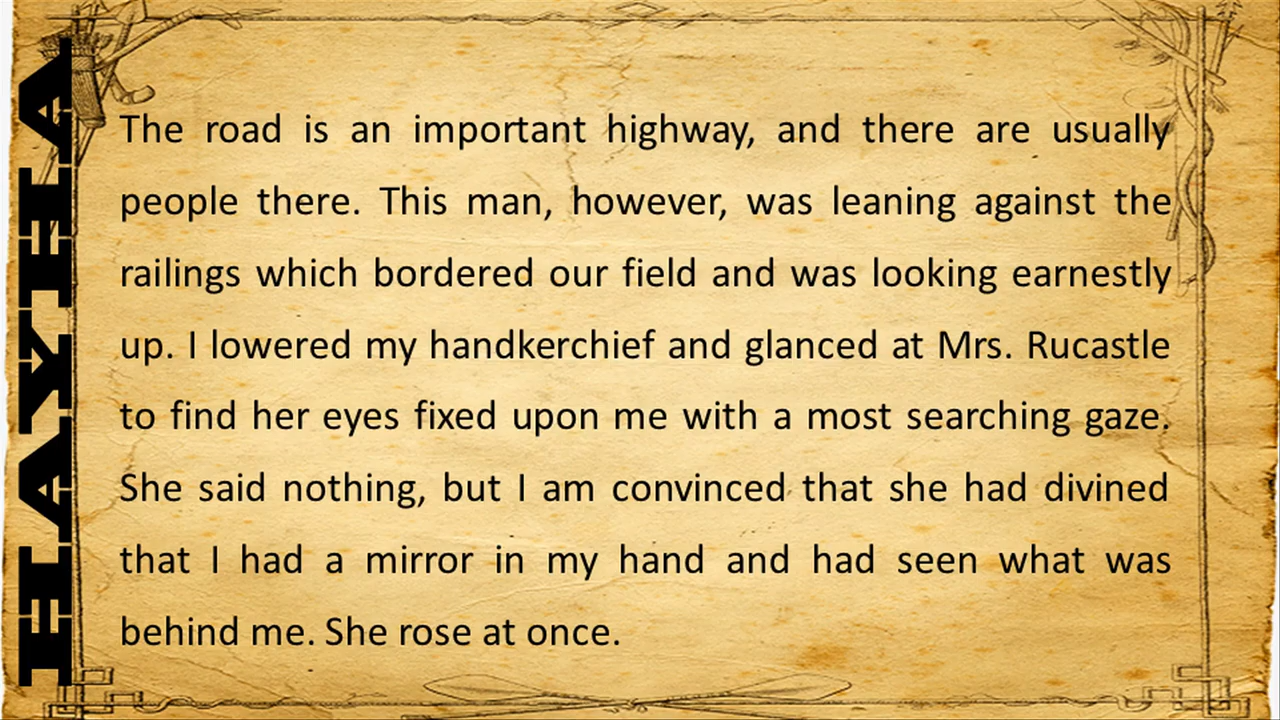 HAYHA
The road is an important highway, and there are usually
people there. This man, however, was leaning against the
railings which bordered our field and was looking earnestly
up. I lowered my handkerchief and glanced at Mrs. Rucastle
to find her eyes fixed upon me with a most searching gaze.
She said nothing, but I am convinced that she had divined
that I had a mirror in my hand and had seen what was
behind me. She rose at once.